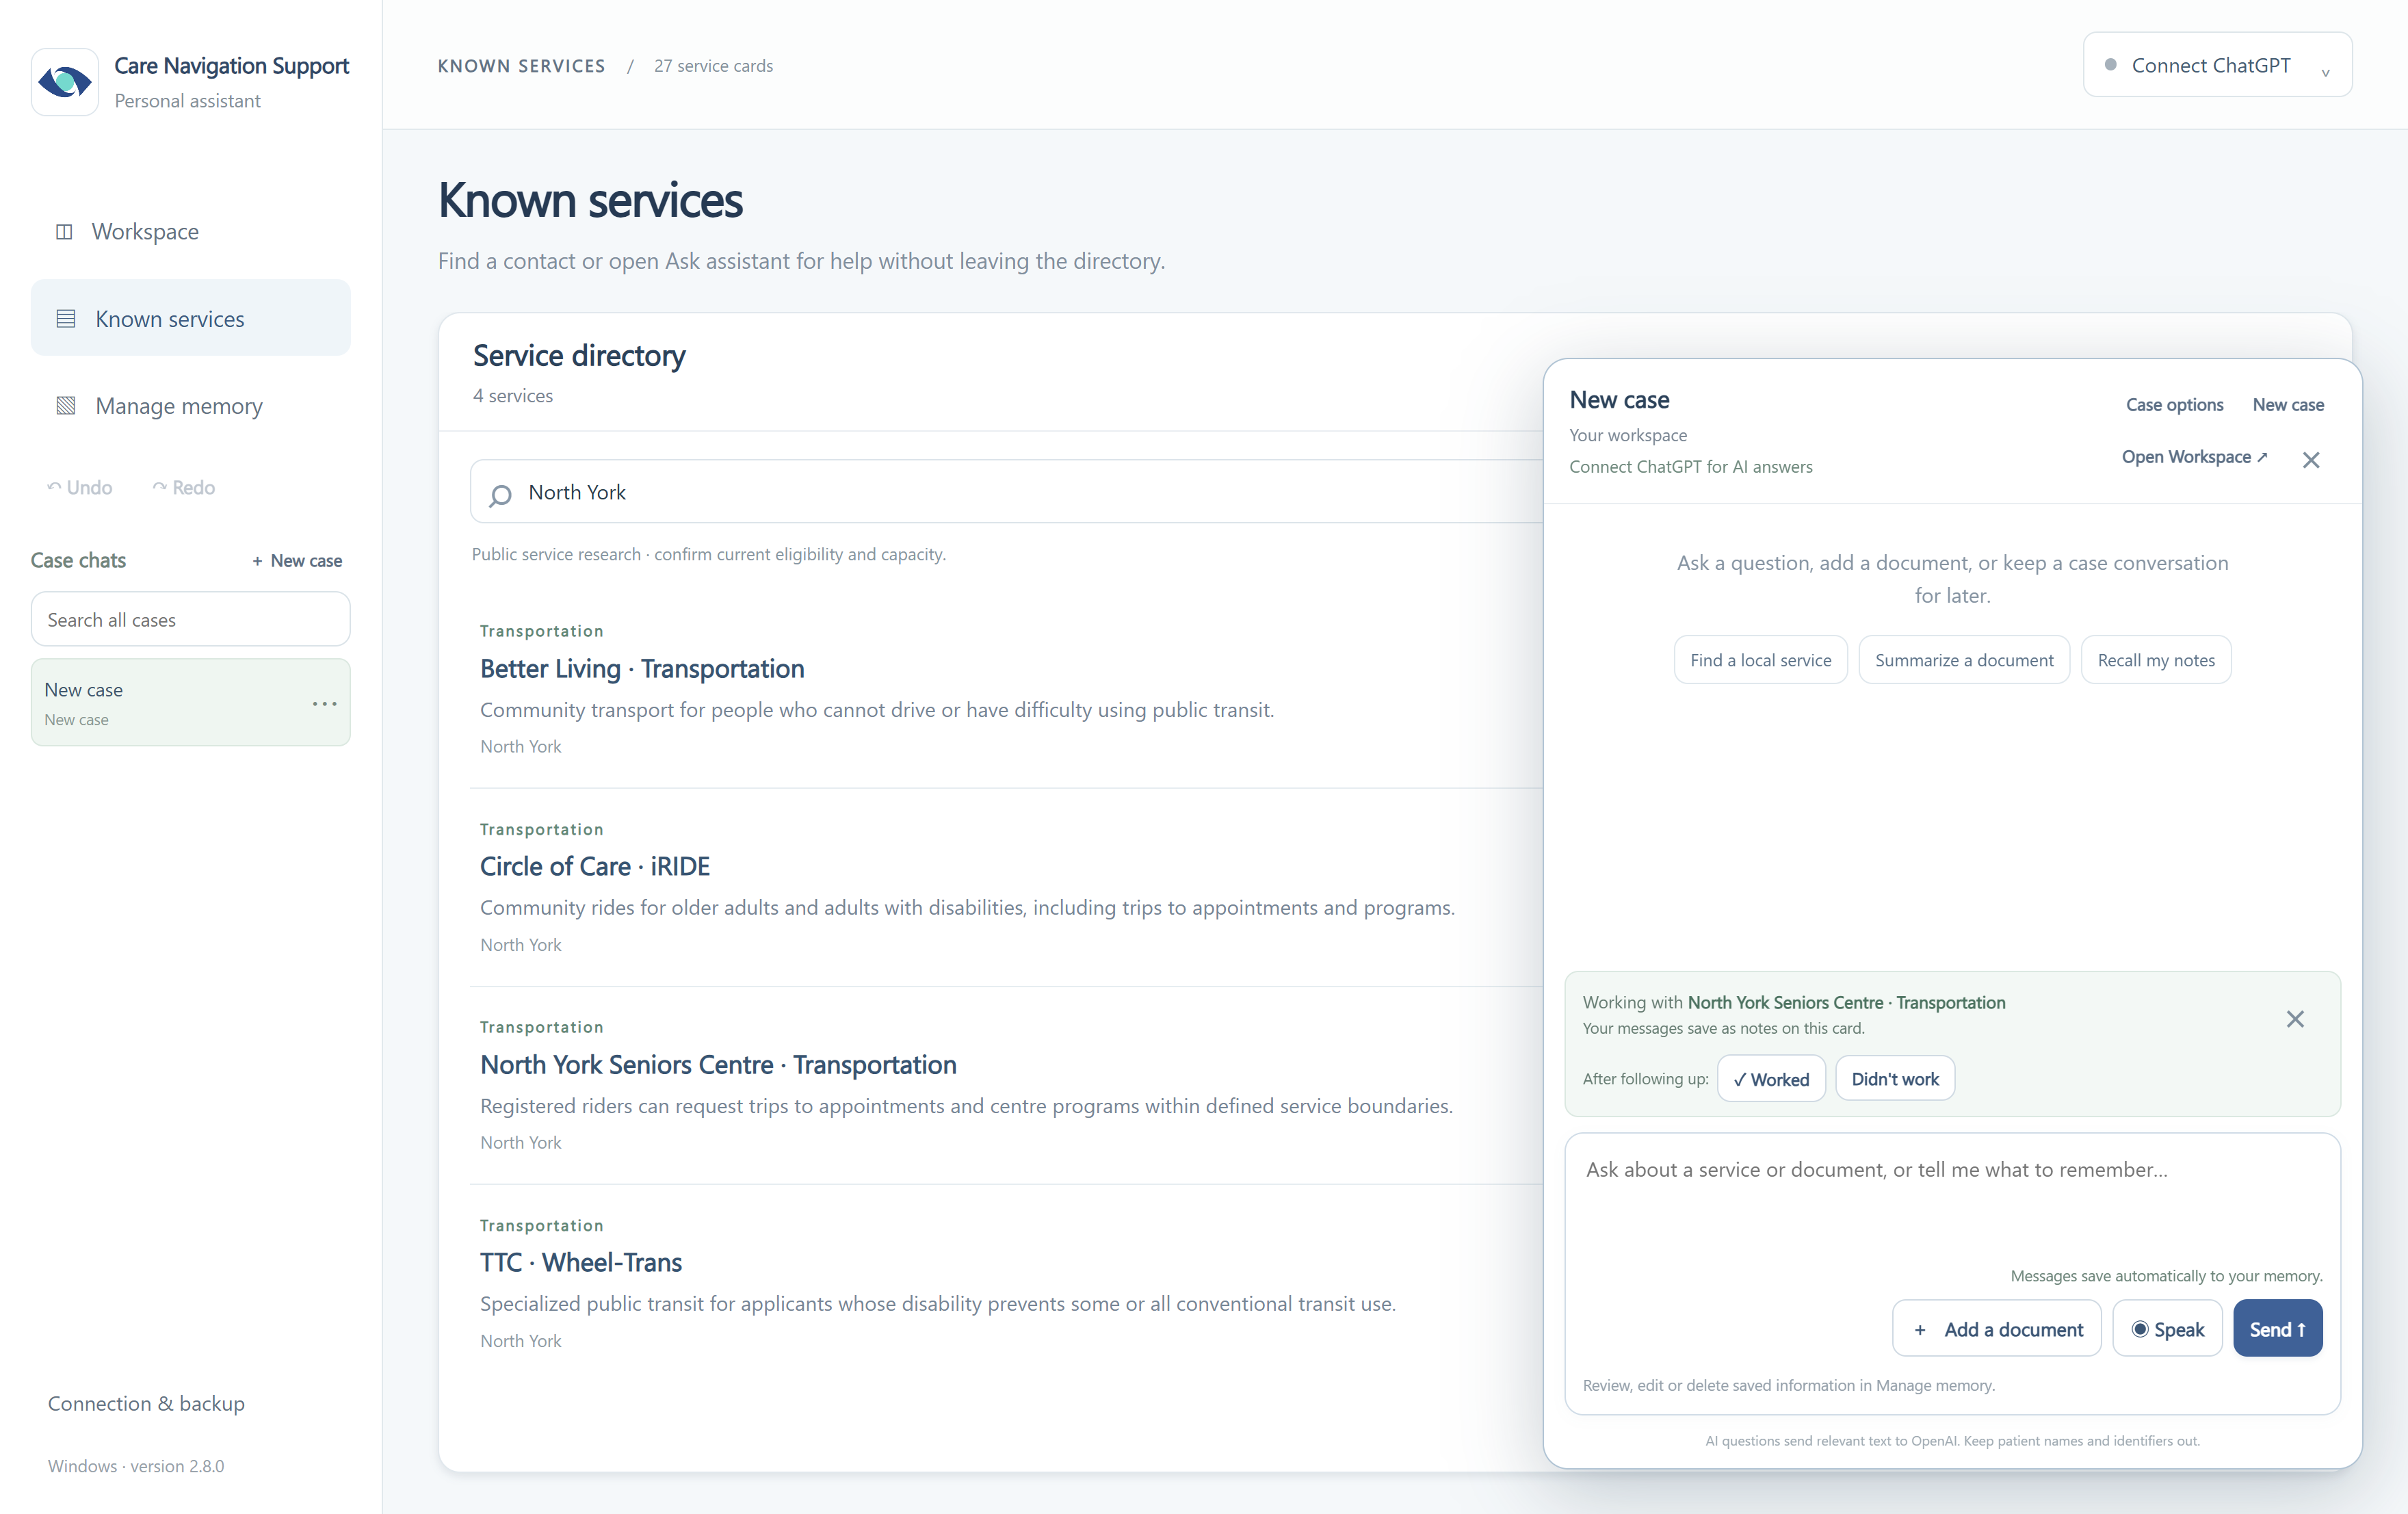 Care Navigation Support
Personal assistant
Workspace
Known services
Manage memory
↶ Undo
↷ Redo
Case chats
+ New case
Search all cases
New case
New case
...
Connection & backup
Windows · version 2.8.0
KNOWN SERVICES / 27 service cards
Connect ChatGPT
Known services
Find a contact or open Ask assistant for help without leaving the directory.
Service directory
4 services
North York
Public service research · confirm current eligibility and capacity.
Transportation
Better Living · Transportation
Community transport for people who cannot drive or have difficulty using public transit.
North York
Transportation
Circle of Care · iRIDE
Community rides for older adults and adults with disabilities, including trips to appointments and programs.
North York
Transportation
North York Seniors Centre · Transportation
Registered riders can request trips to appointments and centre programs within defined service boundaries.
North York
Transportation
TTC · Wheel-Trans
Specialized public transit for applicants whose disability prevents some or all conventional transit use.
North York
New case
Case options
New case
Your workspace
Connect ChatGPT for AI answers
Open Workspace ↗
Ask a question, add a document, or keep a case conversation
for later.
Find a local service
Summarize a document
Recall my notes
Working with North York Seniors Centre · Transportation
Your messages save as notes on this card.
After following up:
✓ Worked
Didn't work
Ask about a service or document, or tell me what to remember...
Messages save automatically to your memory.
+ Add a document
Speak
Send ↑
Review, edit or delete saved information in Manage memory.
AI questions send relevant text to OpenAI. Keep patient names and identifiers out.